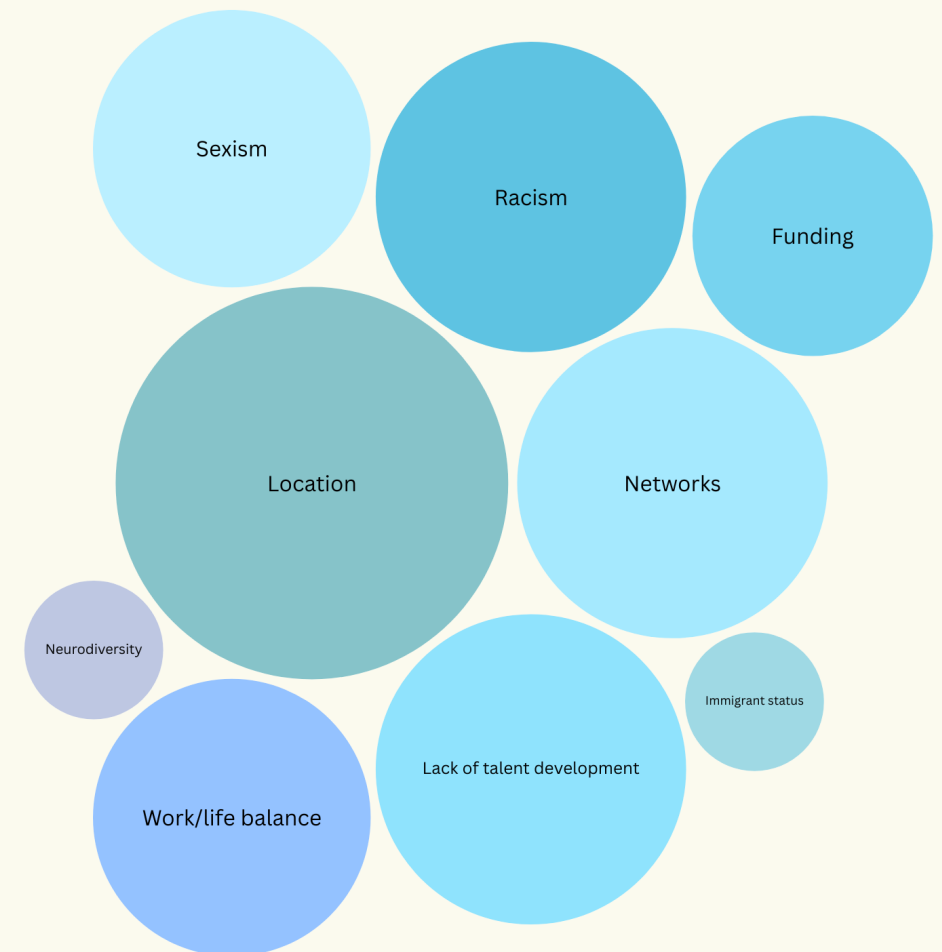 Sexism
Racism
Funding
Location
Networks
Neurodiversity
Immigrant status
Lack of talent development
Work/life balance